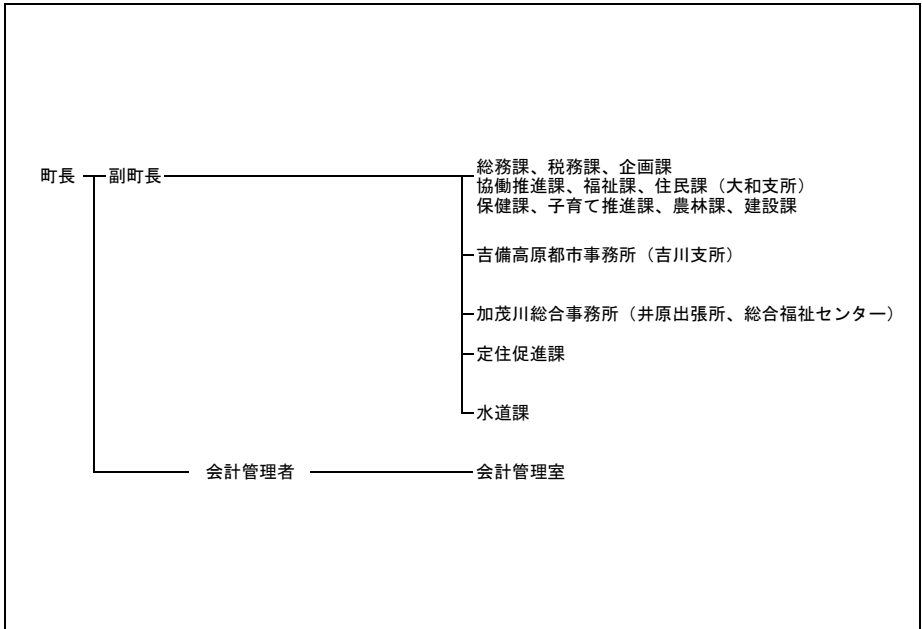 町長
副町長
総務課、税務課、企画課
協働推進課、福祉課、住民課（大和支所）
保健課、子育て推進課、農林課、建設課
吉備高原都市事務所（吉川支所）
加茂川総合事務所（井原出張所、総合福祉センター）
定住促進課
水道課
会計管理者
会計管理室